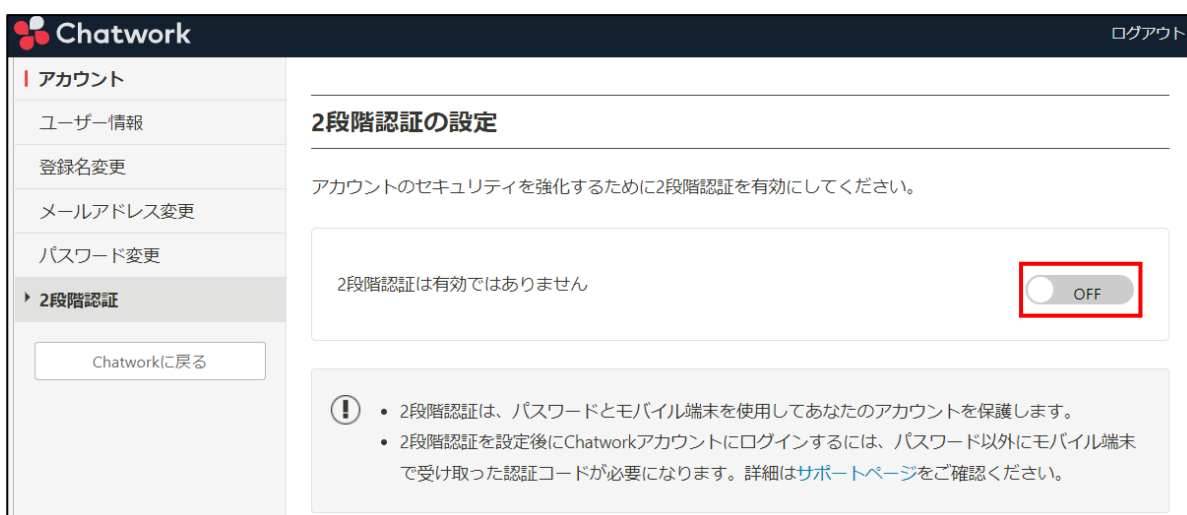 Chatwork
ログアウト
アカウント
ユーザー情報
登録名変更
メールアドレス変更
パスワード変更
2段階認証
Chatworkに戻る
2段階認証の設定
アカウントのセキュリティを強化するために2段階認証を有効にしてください。
2段階認証は有効ではありません
OFF
• 2段階認証は、パスワードとモバイル端末を使用してあなたのアカウントを保護します。
• 2段階認証を設定後にChatworkアカウントにログインするには、パスワード以外にモバイル端末
で受け取った認証コードが必要になります。詳細はサポートページをご確認ください。